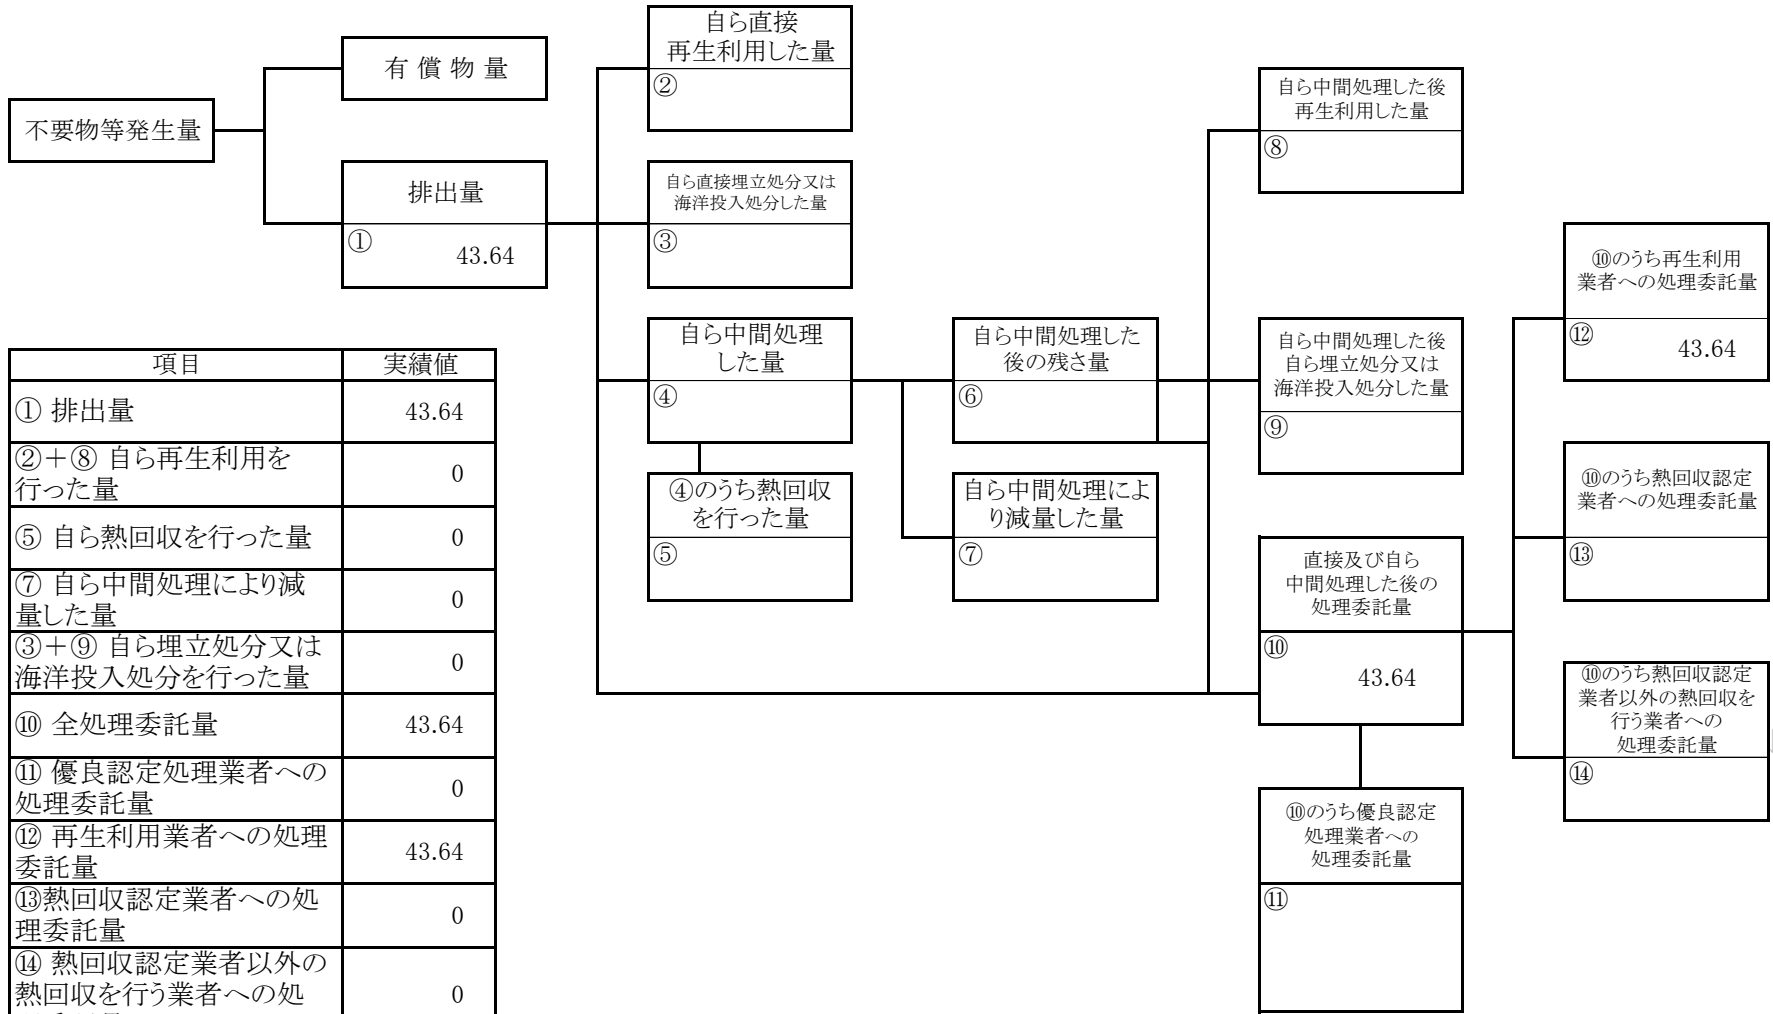 自ら直接
再生利用した量
②
有 償 物 量
不要物等発生量
排出量
①
43.64
自ら直接埋立処分又は
海洋投入処分した量
③
自ら中間処理した後
再生利用した量
⑧
⑩のうち再生利用
業者への処理委託量
⑫
43.64
自ら中間処理
した量
④
自ら中間処理した
後の残さ量
⑥
自ら中間処理した後
自ら埋立処分又は
海洋投入処分した量
⑨
④のうち熱回収
を行った量
⑤
自ら中間処理によ
り減量した量
⑦
⑩のうち熱回収認定
業者への処理委託量
⑬
直接及び自ら
中間処理した後の
処理委託量
⑩
43.64
⑩のうち熱回収認定
業者以外の熱回収を
行う業者への
処理委託量
⑭
⑩のうち優良認定
処理業者への
処理委託量
⑪
項目 実績値
① 排出量 43.64
②＋⑧ 自ら再生利用を
行った量 0
⑤ 自ら熱回収を行った量 0
⑦ 自ら中間処理により減
量した量 0
③＋⑨ 自ら埋立処分又は
海洋投入処分を行った量 0
⑩ 全処理委託量 43.64
⑪ 優良認定処理業者への
処理委託量 0
⑫ 再生利用業者への処理
委託量 43.64
⑬熱回収認定業者への処
理委託量 0
⑭ 熱回収認定業者以外の
熱回収を行う業者への処 0